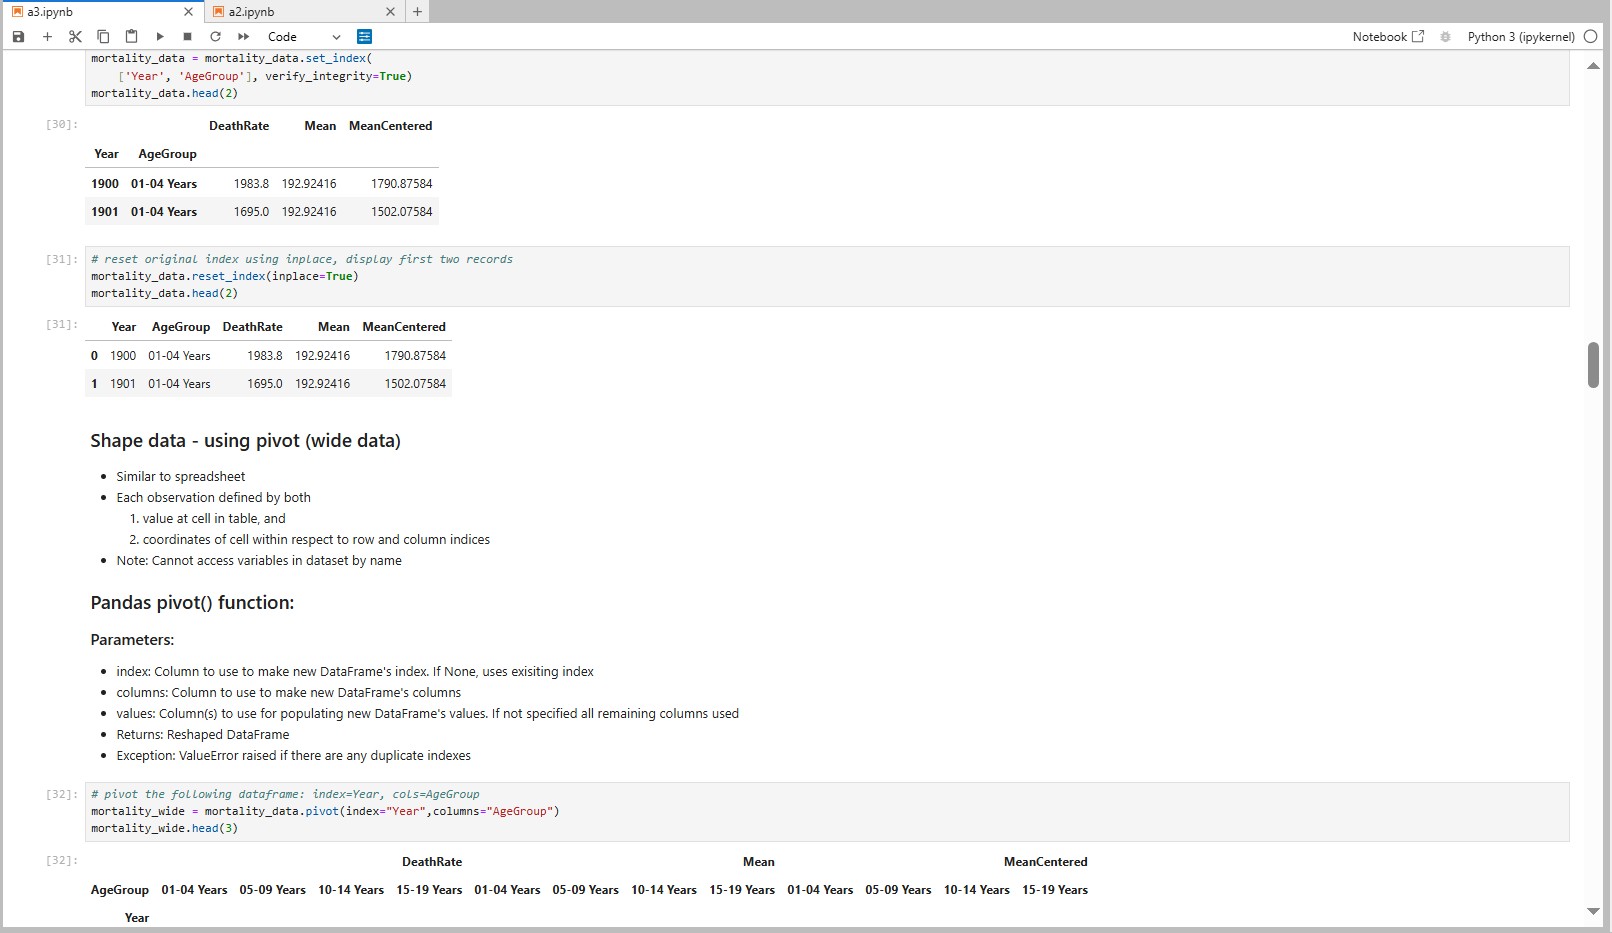 a3.ipynb
a2.ipynb
Code
Notebook
Python 3 (ipykernel)
mortality_data = mortality_data.set_index(
['Year', 'AgeGroup'], verify_integrity=True)
mortality_data.head(2)
[30]:
DeathRate Mean MeanCentered
Year AgeGroup
1900 01-04 Years 1983.8 192.92416 1790.87584
1901 01-04 Years 1695.0 192.92416 1502.07584
[31]:
# reset original index using inplace, display first two records
mortality_data.reset_index(inplace=True)
mortality_data.head(2)
[31]:
Year AgeGroup DeathRate Mean MeanCentered
0 1900 01-04 Years 1983.8 192.92416 1790.87584
1 1901 01-04 Years 1695.0 192.92416 1502.07584
Shape data - using pivot (wide data)
• Similar to spreadsheet
• Each observation defined by both
1. value at cell in table, and
2. coordinates of cell within respect to row and column indices
• Note: Cannot access variables in dataset by name
Pandas pivot() function:
Parameters:
• index: Column to use to make new DataFrame's index. If None, uses exisiting index
• columns: Column to use to make new DataFrame's columns
• values: Column(s) to use for populating new DataFrame's values. If not specified all remaining columns used
• Returns: Reshaped DataFrame
• Exception: ValueError raised if there are any duplicate indexes
[32]:
# pivot the following dataframe: index=Year, cols=AgeGroup
mortality_wide = mortality_data.pivot(index="Year",columns="AgeGroup")
mortality_wide.head(3)
[32]:
DeathRate Mean MeanCentered
AgeGroup 01-04 Years 05-09 Years 10-14 Years 15-19 Years 01-04 Years 05-09 Years 10-14 Years 15-19 Years 01-04 Years 05-09 Years 10-14 Years 15-19 Years
Year